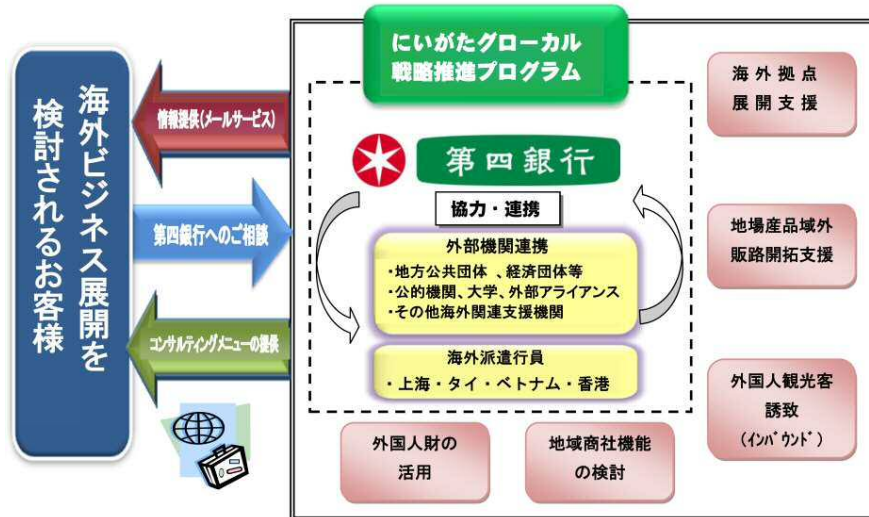 海外ビジネス展開を
検討されるお客様
情報提供(メールサービス)
第四銀行へのご相談
コンサルティングメニューの提供
にいがたグローカル
戦略推進プログラム
第四銀行
協力・連携
外部機関連携
・地方公共団体 、経済団体等
・公的機関、大学、外部アライアンス
・その他海外関連支援機関
海外派遣行員
・上海・タイ・ベトナム・香港
海外拠点
展開支援
地場産品域外
販路開拓支援
外国人観光客
誘致
(インバウンド)
外国人財の
活用
地域商社機能
の検討